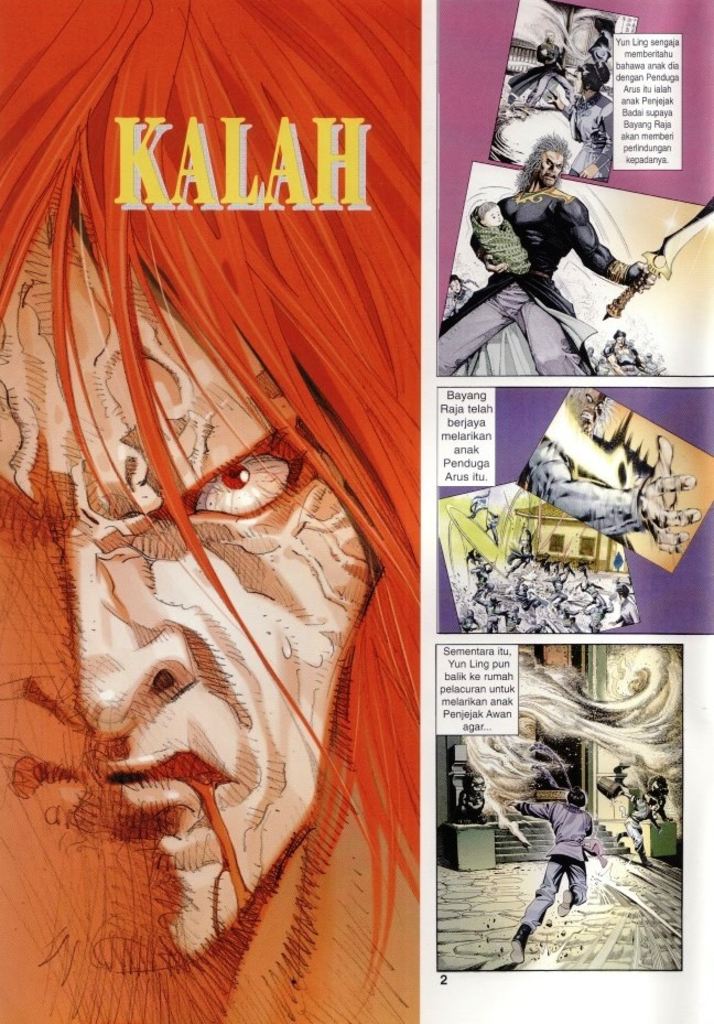 KALAH
Yun Ling sengaja
memberitahu
bahawa anak dia
dengan Penduga
Arus itu ialah
anak Penjejak
Badai supaya
Bayang Raja
akan memberi
perlindungan
kepadanya.
Bayang
Raja telah
berjaya
melarikan
anak
Penduga
Arus itu.
Sementara itu,
Yun Ling pun
balik ke rumah
pelacuran untuk
melarikan anak
Penjejak Awan
agar...
2